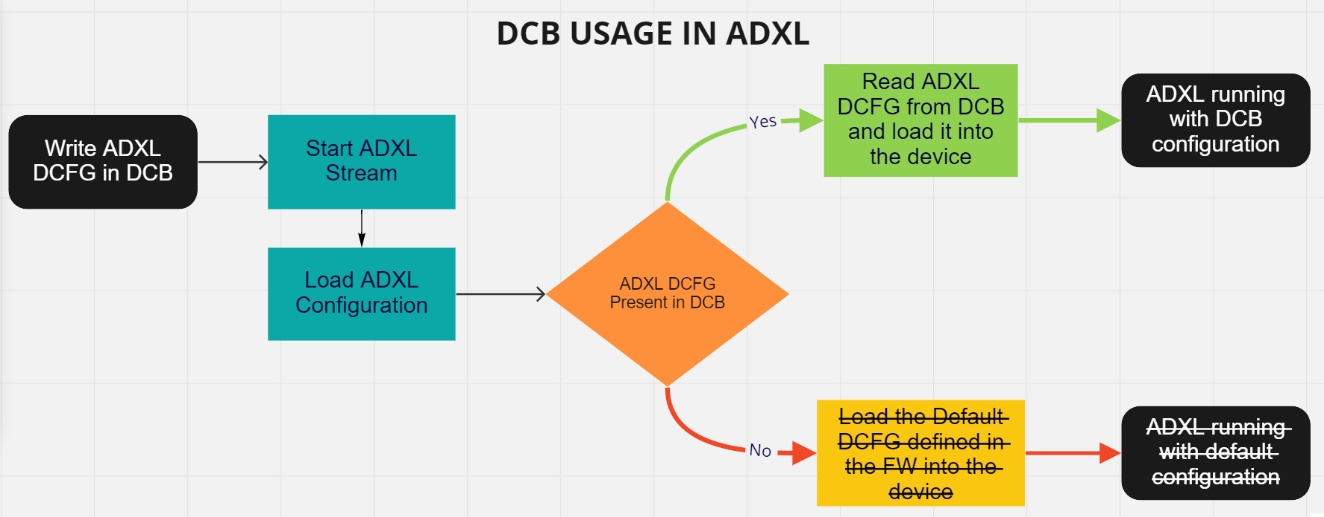 DCB USAGE IN ADXL
Write ADXL
DCFG in DCB
Start ADXL
Stream
Load ADXL
Configuration
ADXL DCFG
Present in DCB
Yes
Read ADXL
DCFG from DCB
and load it into
the device
ADXL running
with DCB
configuration
No
Load the Default
DCFG defined in
the FW into the
device
ADXL running
with default
configuration